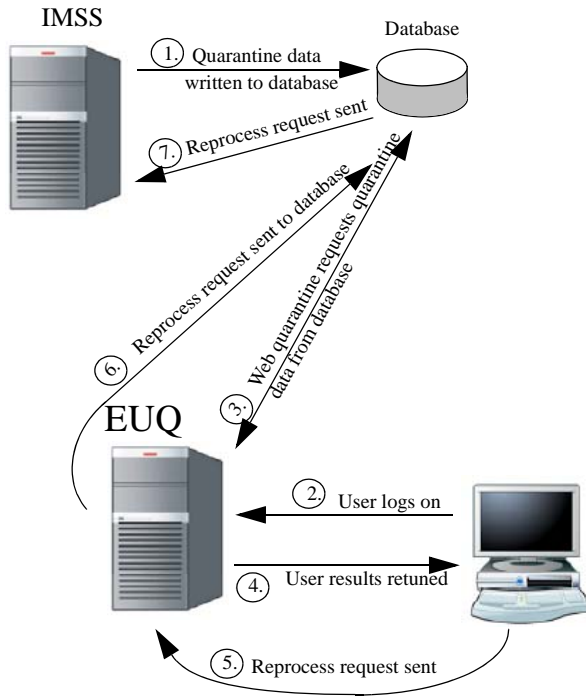 IMSS
Database
1. Quarantine data
written to database
7. Reprocess request sent
6. Reprocess request sent to database
3. Web quarantine requests quarantine
data from database
EUQ
2. User logs on
4. User results retuned
5. Reprocess request sent